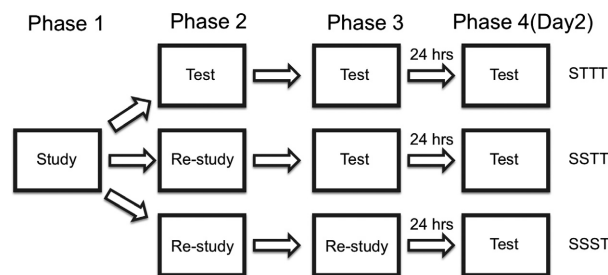 Phase 1 Phase 2 Phase 3 Phase 4(Day2)
24 hrs
Test Test Test STTT
24 hrs
Study Re-study Test Test SSTT
24 hrs
Re-study Re-study Test SSST